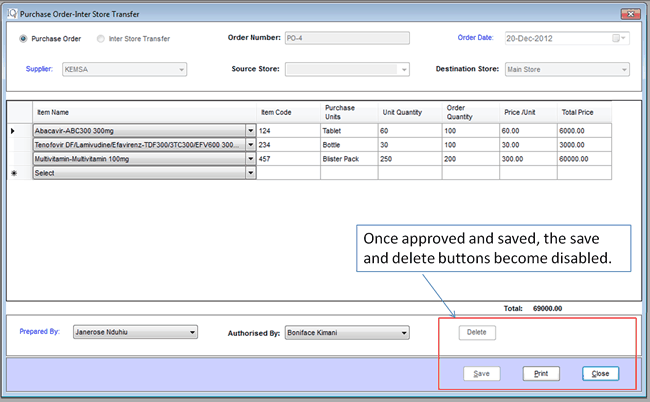 Purchase Order-Inter Store Transfer
Purchase Order Inter Store Transfer Order Number: PO-4 Order Date: 20-Dec-2012
Supplier: KEMSA Source Store: Destination Store: Main Store
Item Name Item Code Purchase Units Unit Quantity Order Quantity Price /Unit Total Price
Abacavir-ABC300 300mg 124 Tablet 60 100 60.00 6000.00
Tenofovir DF/Lamivudine/Efavirenz-TDF300/3TC300/EFV600 300... 234 Bottle 30 100 30.00 3000.00
Multivitamin-Multivitamin 100mg 457 Blister Pack 250 200 300.00 60000.00
Select
Once approved and saved, the save
and delete buttons become disabled.
Total: 69000.00
Prepared By: Janerose Nduhiu Authorised By: Boniface Kimani Delete
Save Print Close